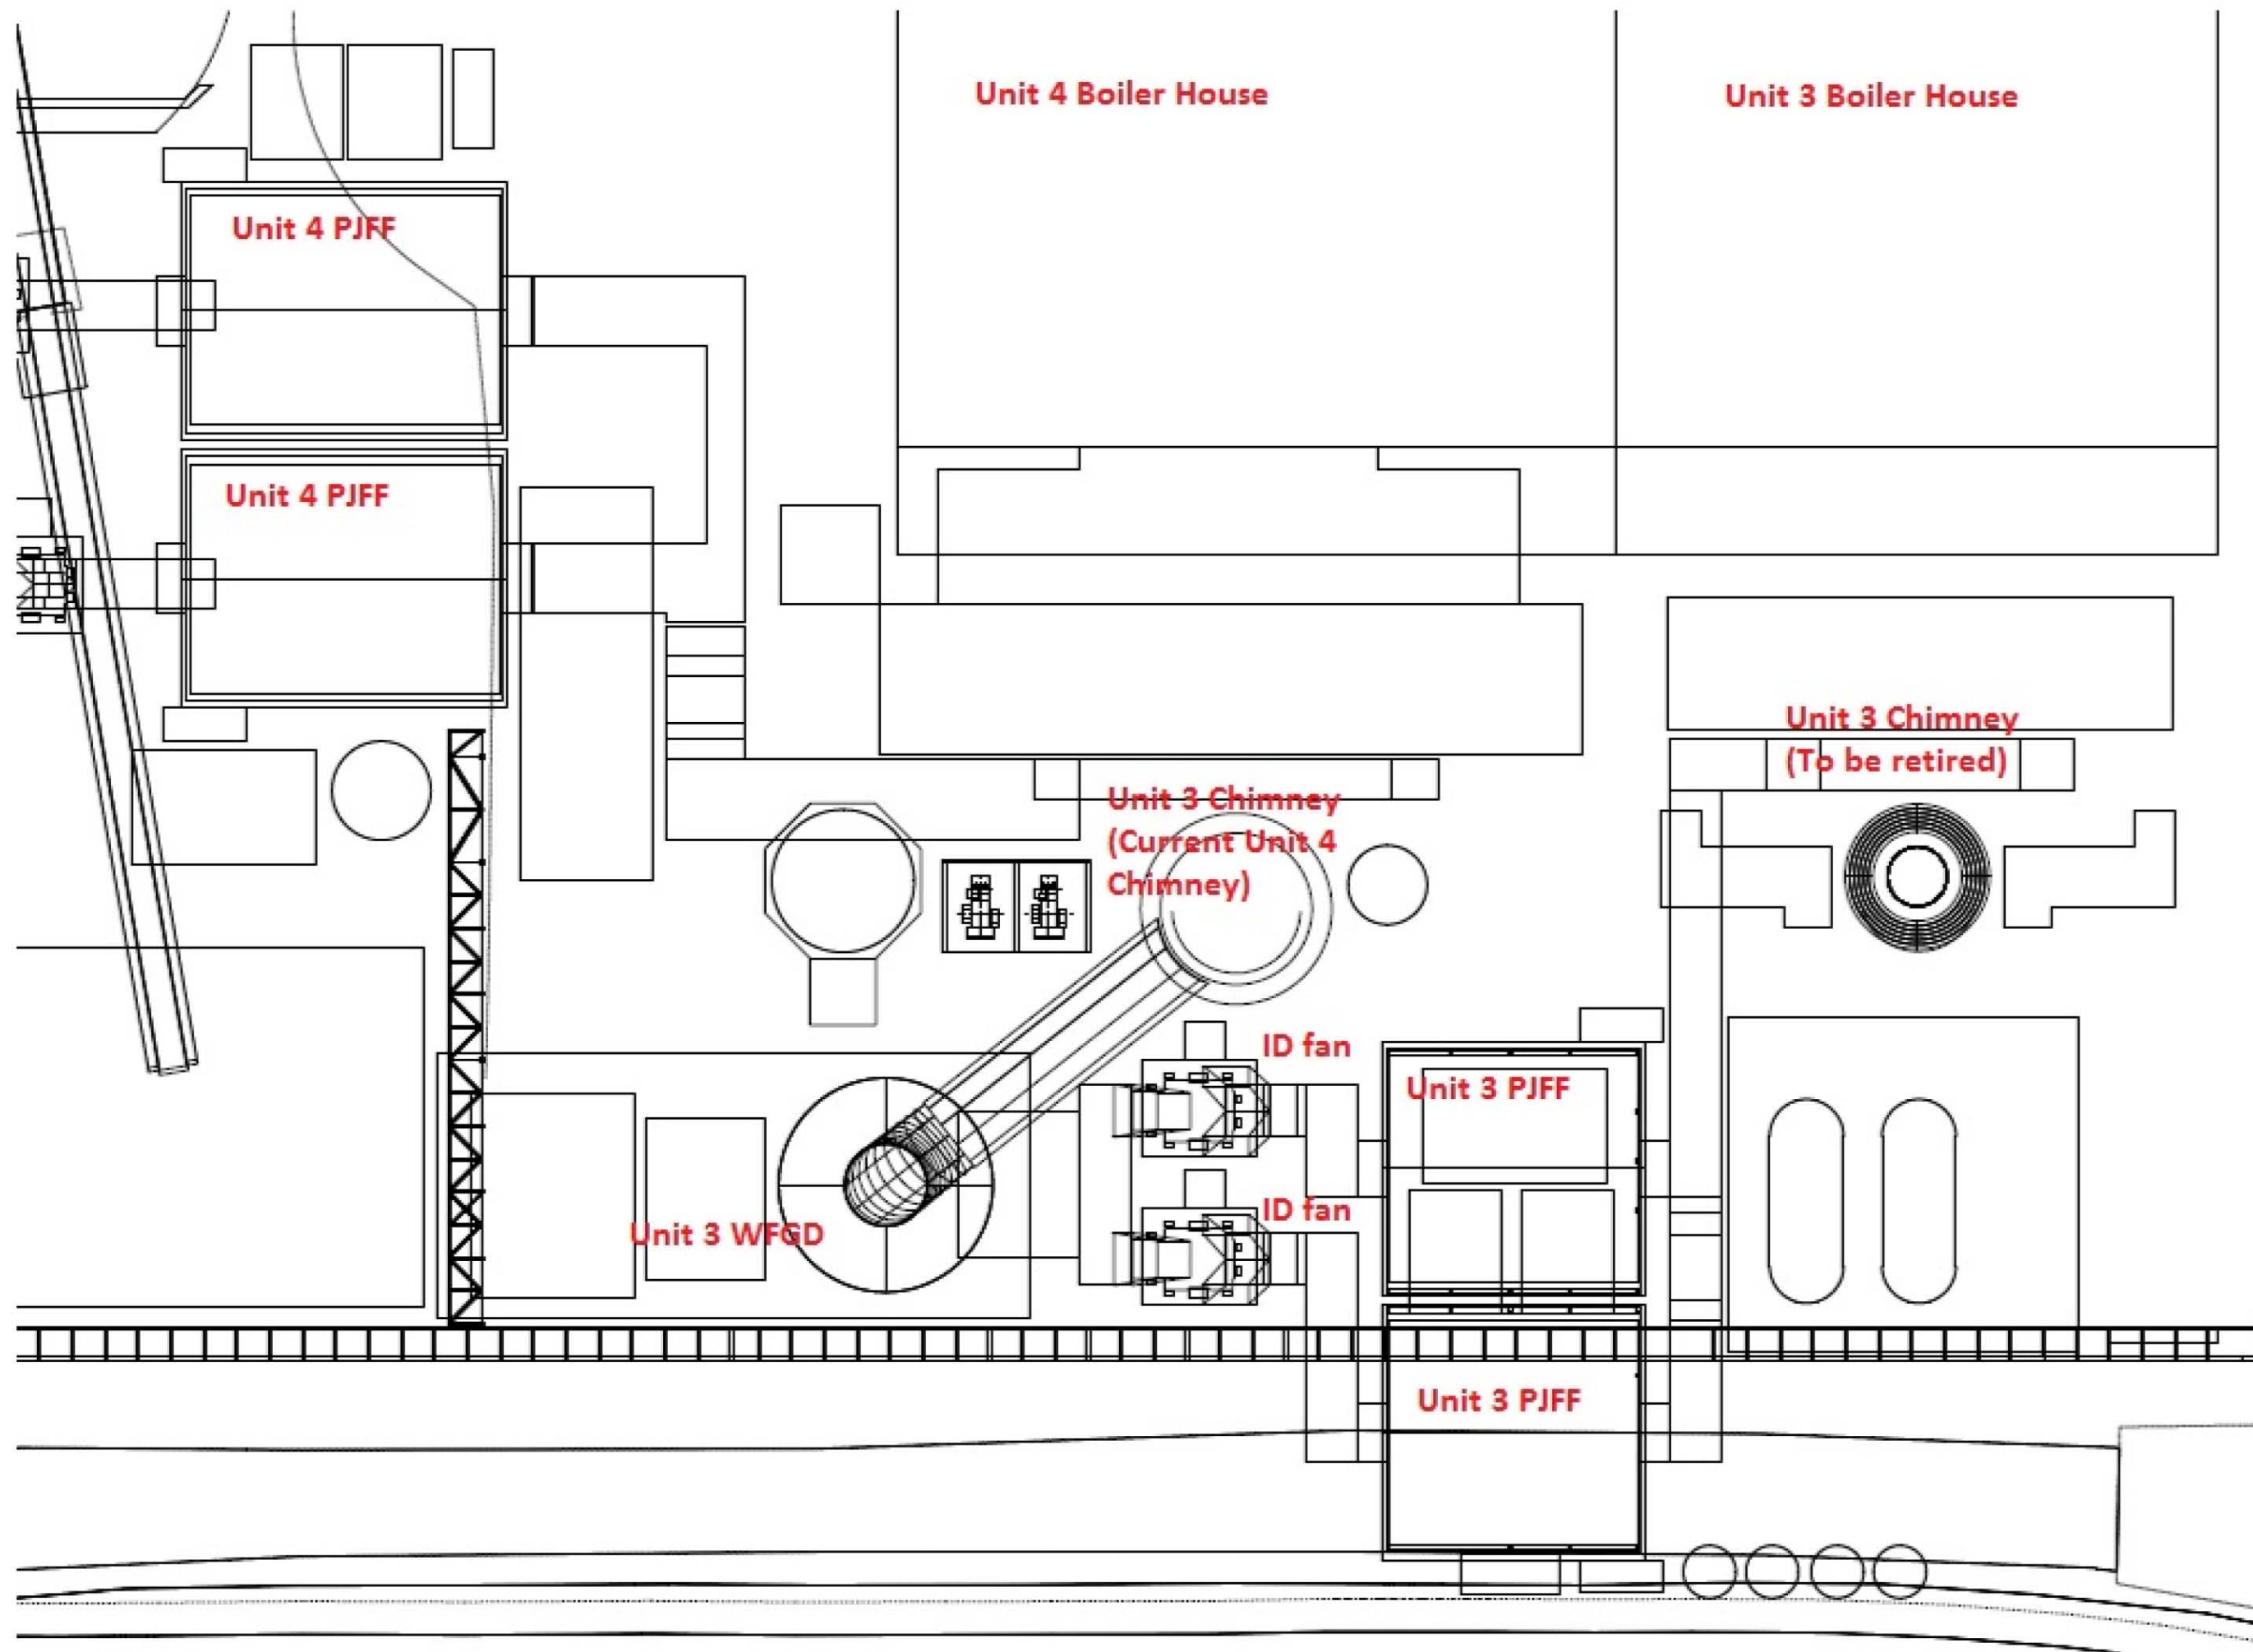 Unit 4 Boiler House
Unit 3 Boiler House
Unit 4 PJFF
Unit 4 PJFF
Unit 3 Chimney
(To be retired)
Unit 3 Chimney
(Current Unit 4
Chimney)
ID fan
Unit 3 PJFF
ID fan
Unit 3 WFGD
Unit 3 PJFF